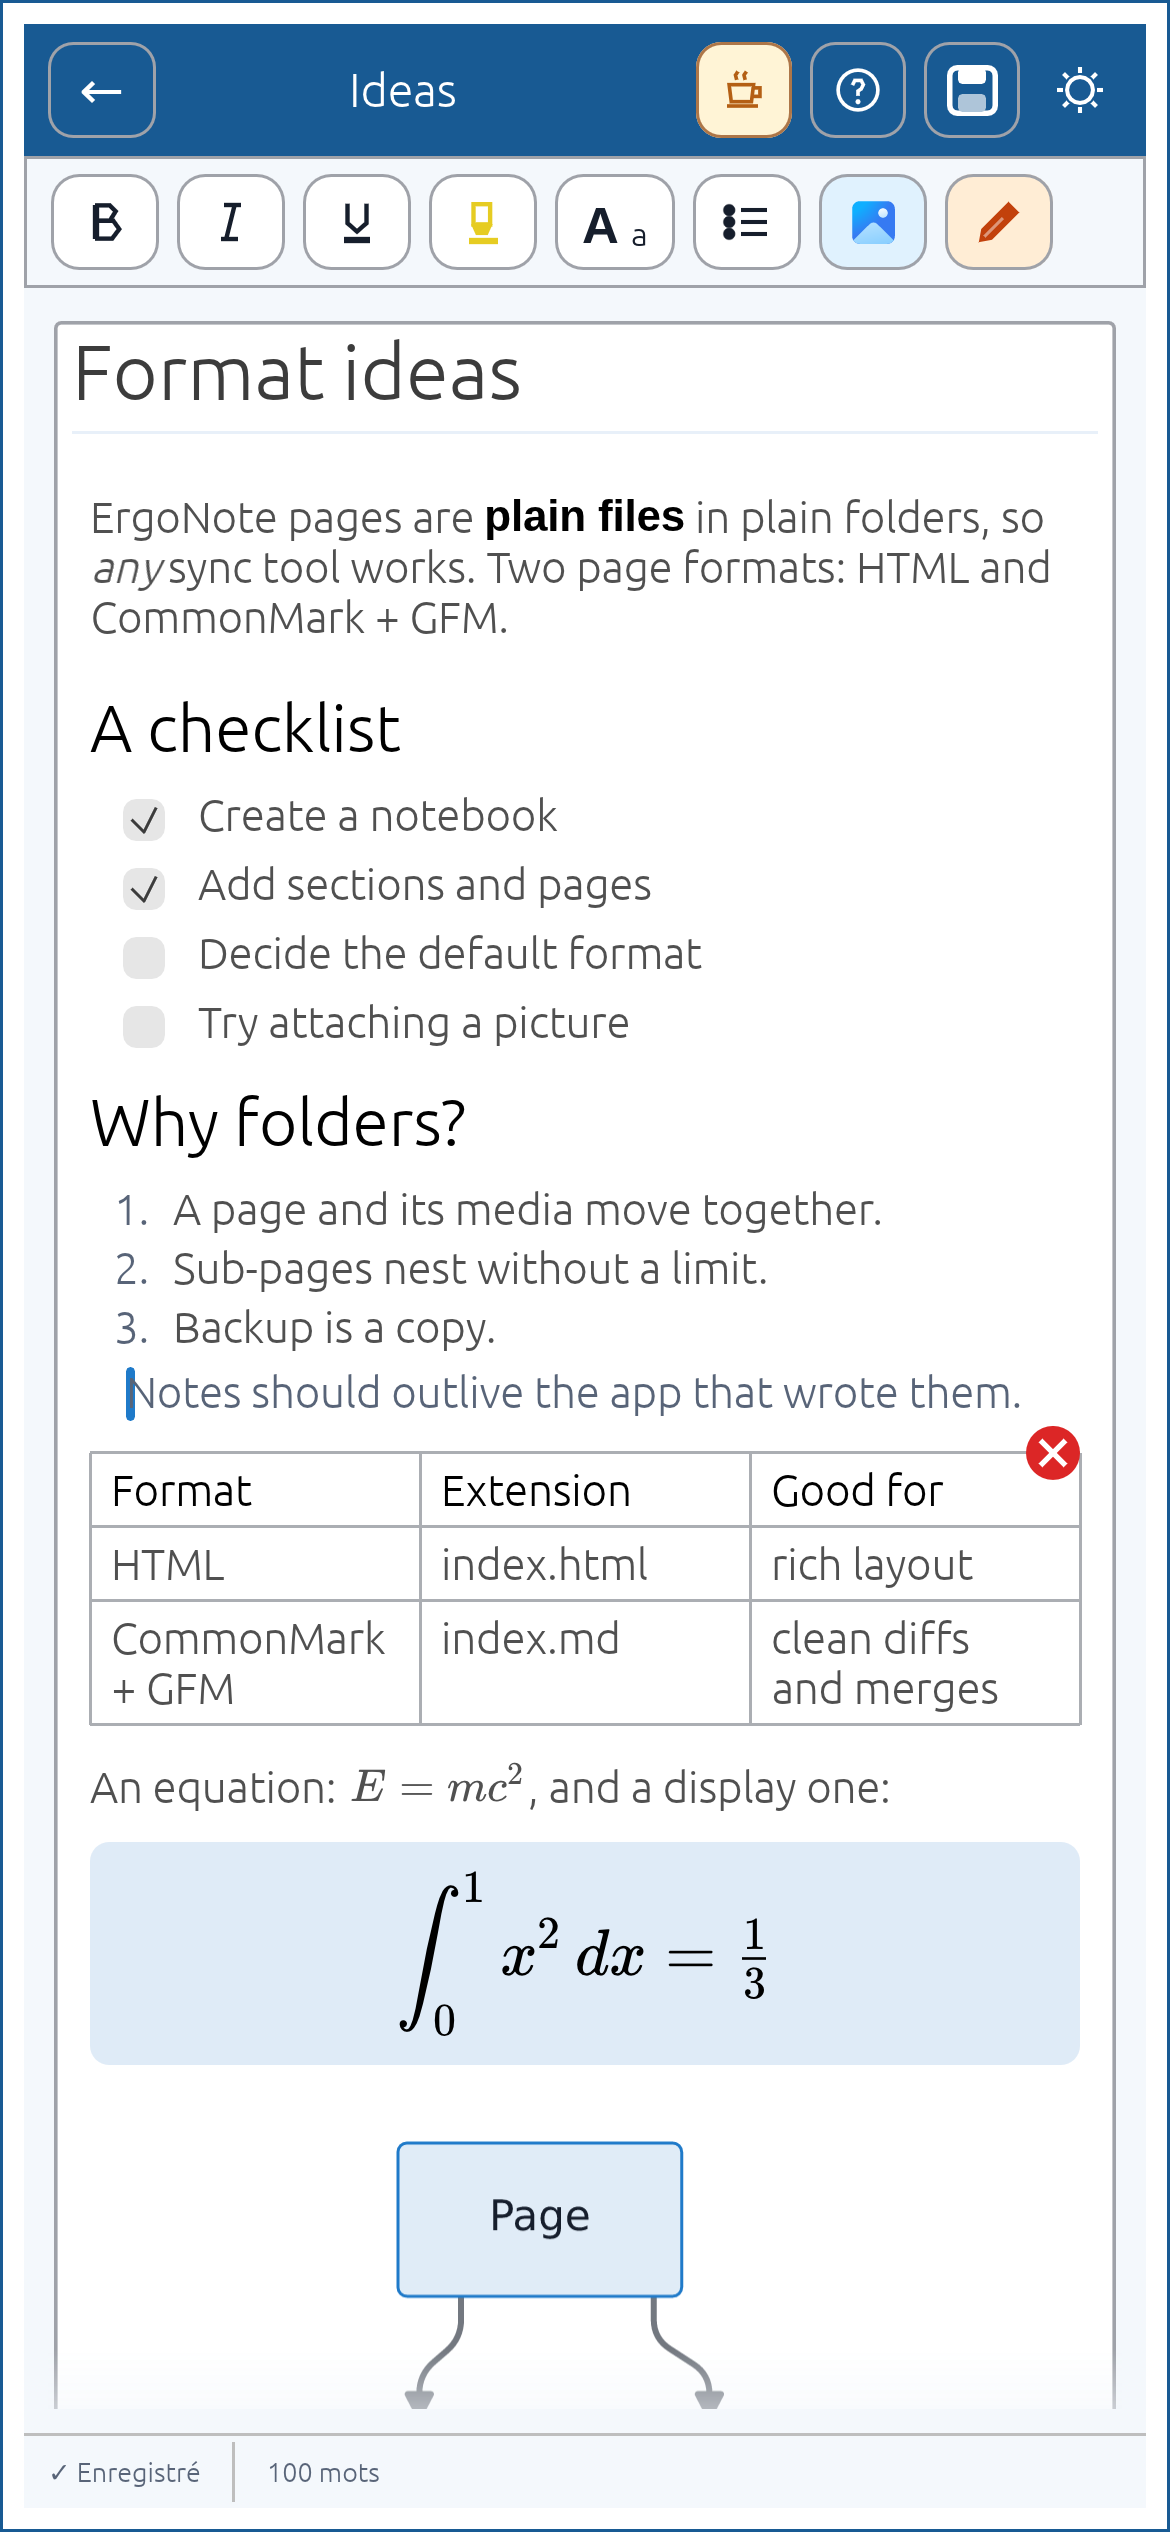 Ideas
B I U A a
Format ideas
ErgoNote pages are plain files in plain folders, so
any sync tool works. Two page formats: HTML and
CommonMark + GFM.
A checklist
Create a notebook
Add sections and pages
Decide the default format
Try attaching a picture
Why folders?
1. A page and its media move together.
2. Sub-pages nest without a limit.
3. Backup is a copy.
Notes should outlive the app that wrote them.
Format Extension Good for
HTML index.html rich layout
CommonMark index.md clean diffs
+ GFM and merges
An equation: E = mc², and a display one:
∫₀¹ x² dx = 1/3
Page
✓ Enregistré 100 mots